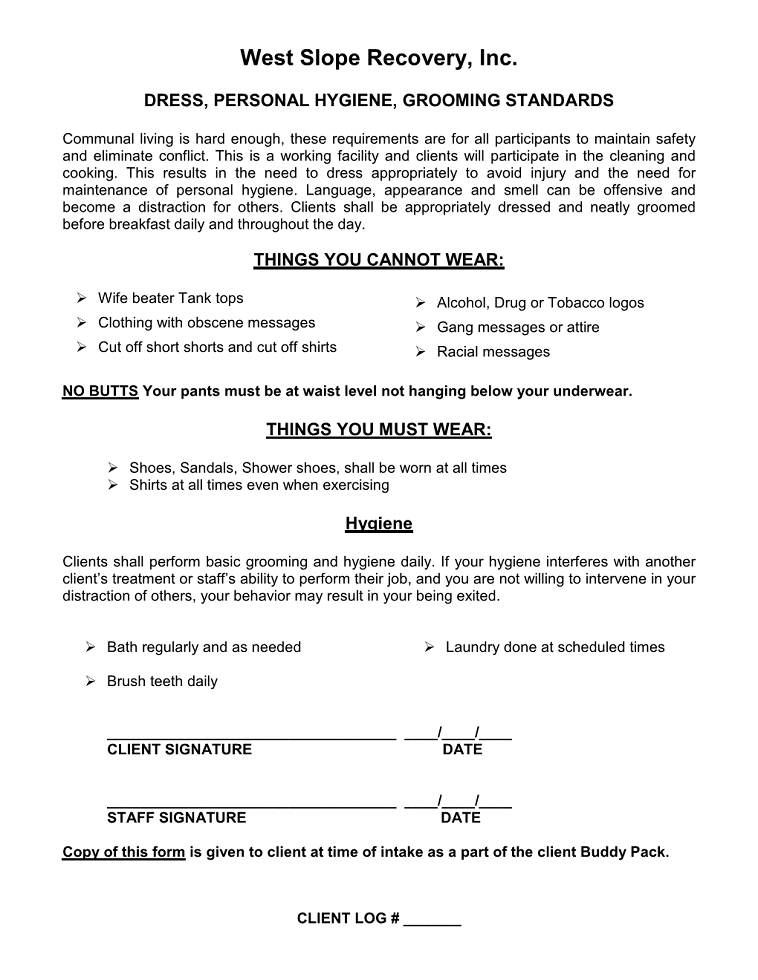 West Slope Recovery, Inc.
DRESS, PERSONAL HYGIENE, GROOMING STANDARDS
Communal living is hard enough, these requirements are for all participants to maintain safety
and eliminate conflict. This is a working facility and clients will participate in the cleaning and
cooking. This results in the need to dress appropriately to avoid injury and the need for
maintenance of personal hygiene. Language, appearance and smell can be offensive and
become a distraction for others. Clients shall be appropriately dressed and neatly groomed
before breakfast daily and throughout the day.
THINGS YOU CANNOT WEAR:
➢ Wife beater Tank tops
➢ Clothing with obscene messages
➢ Cut off short shorts and cut off shirts
➢ Alcohol, Drug or Tobacco logos
➢ Gang messages or attire
➢ Racial messages
NO BUTTS Your pants must be at waist level not hanging below your underwear.
THINGS YOU MUST WEAR:
➢ Shoes, Sandals, Shower shoes, shall be worn at all times
➢ Shirts at all times even when exercising
Hygiene
Clients shall perform basic grooming and hygiene daily. If your hygiene interferes with another
client's treatment or staff's ability to perform their job, and you are not willing to intervene in your
distraction of others, your behavior may result in your being exited.
➢ Bath regularly and as needed
➢ Brush teeth daily
➢ Laundry done at scheduled times
___________________________________ ____/____/____
CLIENT SIGNATURE DATE
___________________________________ ____/____/____
STAFF SIGNATURE DATE
Copy of this form is given to client at time of intake as a part of the client Buddy Pack.
CLIENT LOG # _______